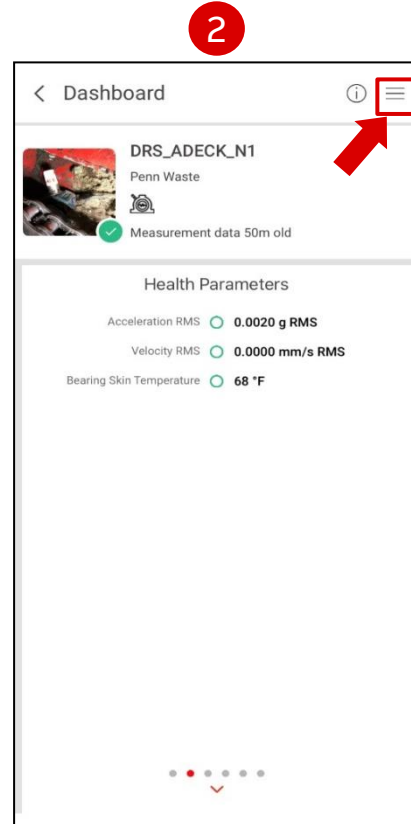 2
Dashboard
DRS_ADECK_N1
Penn Waste
Measurement data 50m old
Health Parameters
Acceleration RMS 0.0020 g RMS
Velocity RMS 0.0000 mm/s RMS
Bearing Skin Temperature 68 °F